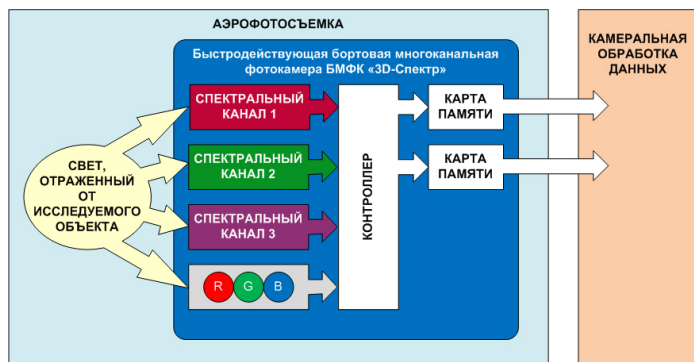 АЭРОФОТОСЪЕМКА
Быстродействующая бортовая многоканальная
фотокамера БМФК «3D-Спектр»
СВЕТ,
ОТРАЖЕННЫЙ
ОТ
ИССЛЕДУЕМОГО
ОБЪЕКТА
СПЕКТРАЛЬНЫЙ
КАНАЛ 1
СПЕКТРАЛЬНЫЙ
КАНАЛ 2
СПЕКТРАЛЬНЫЙ
КАНАЛ 3
R G B
КОНТРОЛЛЕР
КАРТА
ПАМЯТИ
КАРТА
ПАМЯТИ
КАМЕРАЛЬНАЯ
ОБРАБОТКА
ДАННЫХ